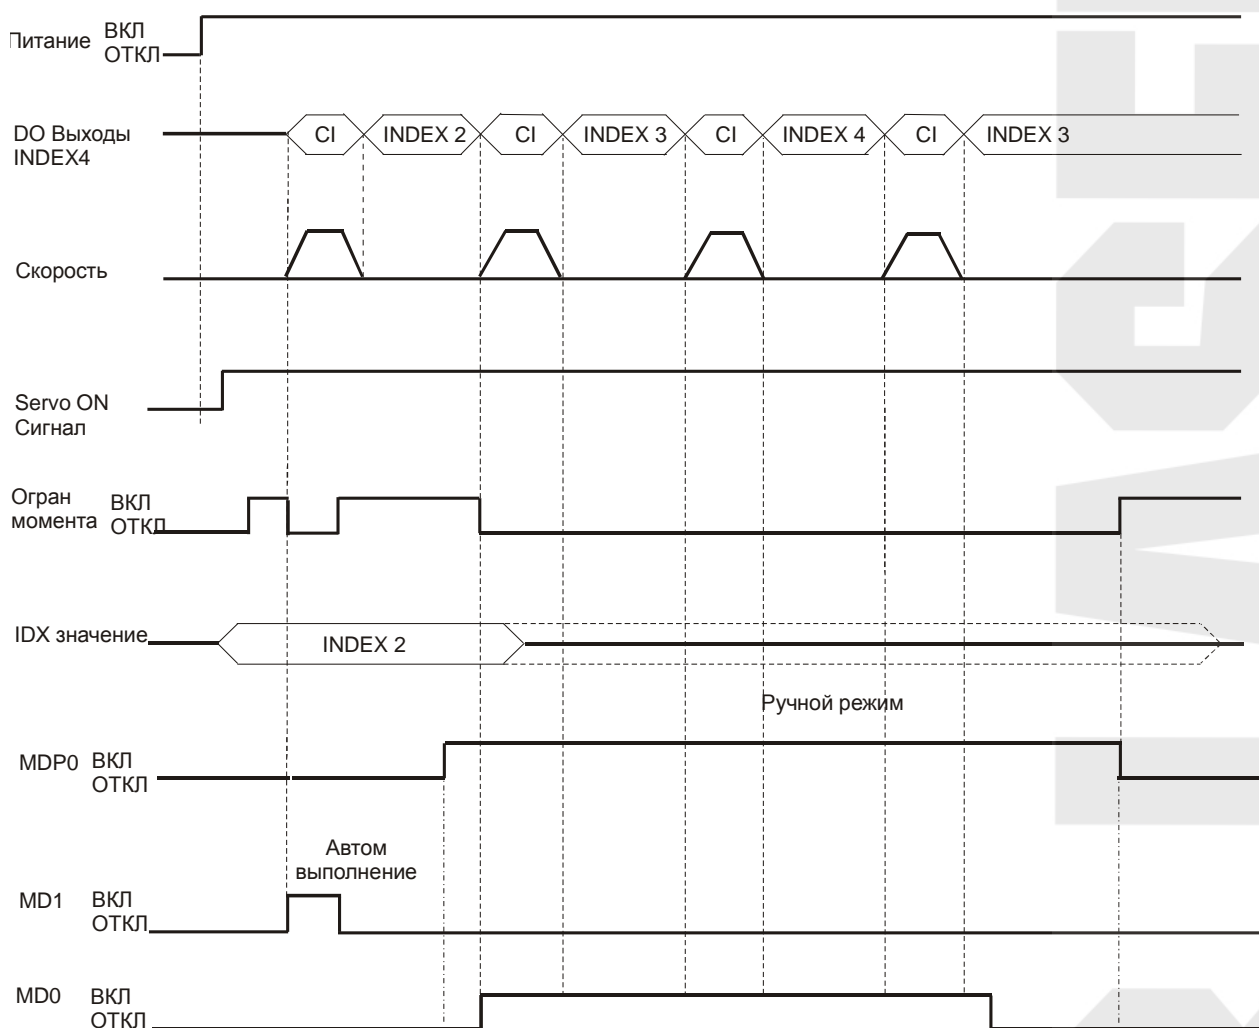 Питание ВКЛ
ОТКЛ
DO Выходы
INDEX4
CI INDEX 2 CI INDEX 3 CI INDEX 4 CI INDEX 3
Скорость
Servo ON
Сигнал
Огран
момента
ВКЛ
ОТКЛ
IDX значение
INDEX 2
Ручной режим
MDP0 ВКЛ
ОТКЛ
Автом
выполнение
MD1 ВКЛ
ОТКЛ
MD0 ВКЛ
ОТКЛ